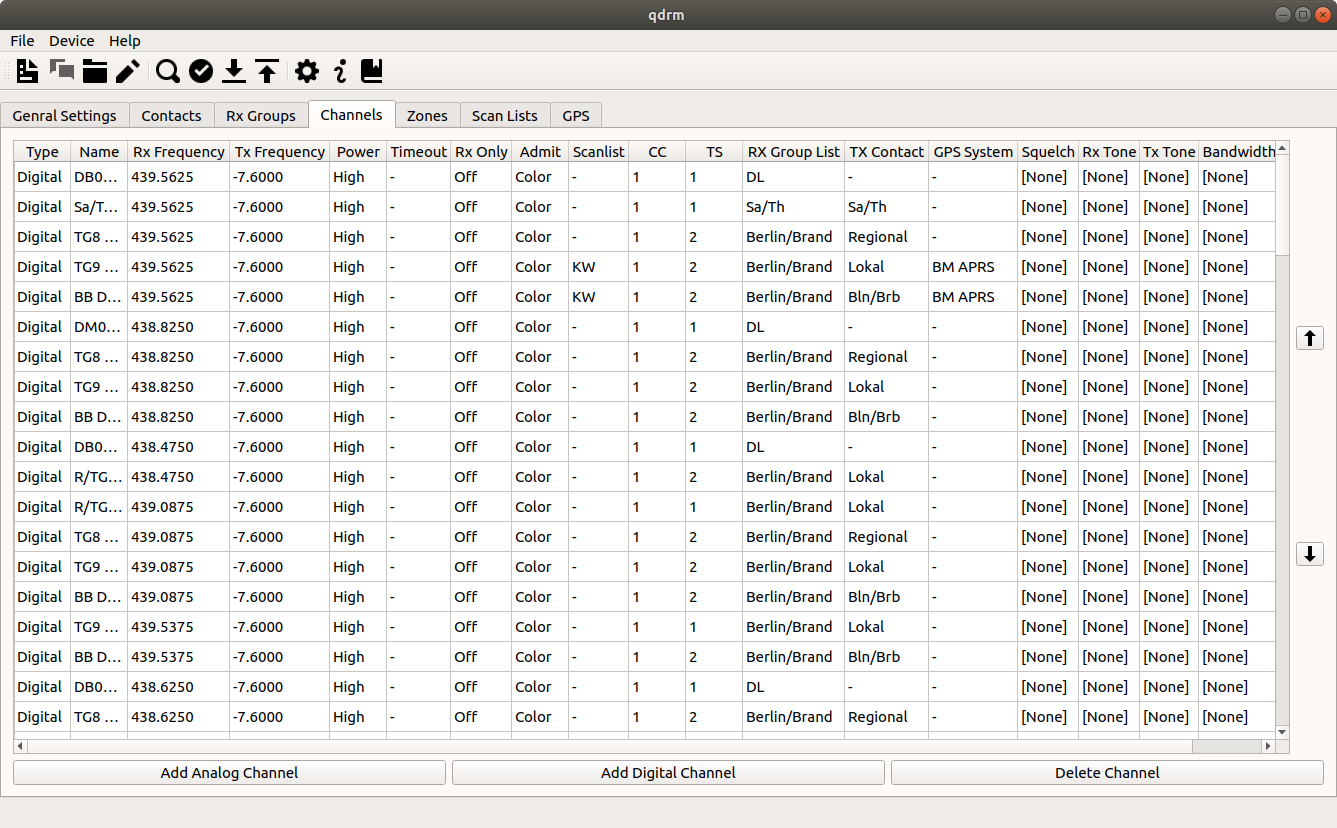 qdrm
File Device Help
Genral Settings Contacts Rx Groups Channels Zones Scan Lists GPS
Type Name Rx Frequency Tx Frequency Power Timeout Rx Only Admit Scanlist CC TS RX Group List TX Contact GPS System Squelch Rx Tone Tx Tone Bandwidth
Digital DB0... 439.5625 -7.6000 High - Off Color - 1 1 DL - - [None] [None] [None] [None]
Digital Sa/T... 439.5625 -7.6000 High - Off Color - 1 1 Sa/Th Sa/Th - [None] [None] [None] [None]
Digital TG8 ... 439.5625 -7.6000 High - Off Color - 1 2 Berlin/Brand Regional - [None] [None] [None] [None]
Digital TG9 ... 439.5625 -7.6000 High - Off Color KW 1 2 Berlin/Brand Lokal BM APRS [None] [None] [None] [None]
Digital BB D... 439.5625 -7.6000 High - Off Color KW 1 2 Berlin/Brand Bln/Brb BM APRS [None] [None] [None] [None]
Digital DM0... 438.8250 -7.6000 High - Off Color - 1 1 DL - - [None] [None] [None] [None]
Digital TG8 ... 438.8250 -7.6000 High - Off Color - 1 2 Berlin/Brand Regional - [None] [None] [None] [None]
Digital TG9 ... 438.8250 -7.6000 High - Off Color - 1 2 Berlin/Brand Lokal - [None] [None] [None] [None]
Digital BB D... 438.8250 -7.6000 High - Off Color - 1 2 Berlin/Brand Bln/Brb - [None] [None] [None] [None]
Digital DB0... 438.4750 -7.6000 High - Off Color - 1 1 DL - - [None] [None] [None] [None]
Digital R/TG... 438.4750 -7.6000 High - Off Color - 1 2 Berlin/Brand Lokal - [None] [None] [None] [None]
Digital R/TG... 439.0875 -7.6000 High - Off Color - 1 1 Berlin/Brand Lokal - [None] [None] [None] [None]
Digital TG8 ... 439.0875 -7.6000 High - Off Color - 1 2 Berlin/Brand Regional - [None] [None] [None] [None]
Digital TG9 ... 439.0875 -7.6000 High - Off Color - 1 2 Berlin/Brand Lokal - [None] [None] [None] [None]
Digital BB D... 439.0875 -7.6000 High - Off Color - 1 2 Berlin/Brand Bln/Brb - [None] [None] [None] [None]
Digital TG9 ... 439.5375 -7.6000 High - Off Color - 1 1 Berlin/Brand Lokal - [None] [None] [None] [None]
Digital BB D... 439.5375 -7.6000 High - Off Color - 1 2 Berlin/Brand Bln/Brb - [None] [None] [None] [None]
Digital DB0... 438.6250 -7.6000 High - Off Color - 1 1 DL - - [None] [None] [None] [None]
Digital TG8 ... 438.6250 -7.6000 High - Off Color - 1 2 Berlin/Brand Regional - [None] [None] [None] [None]
Add Analog Channel Add Digital Channel Delete Channel